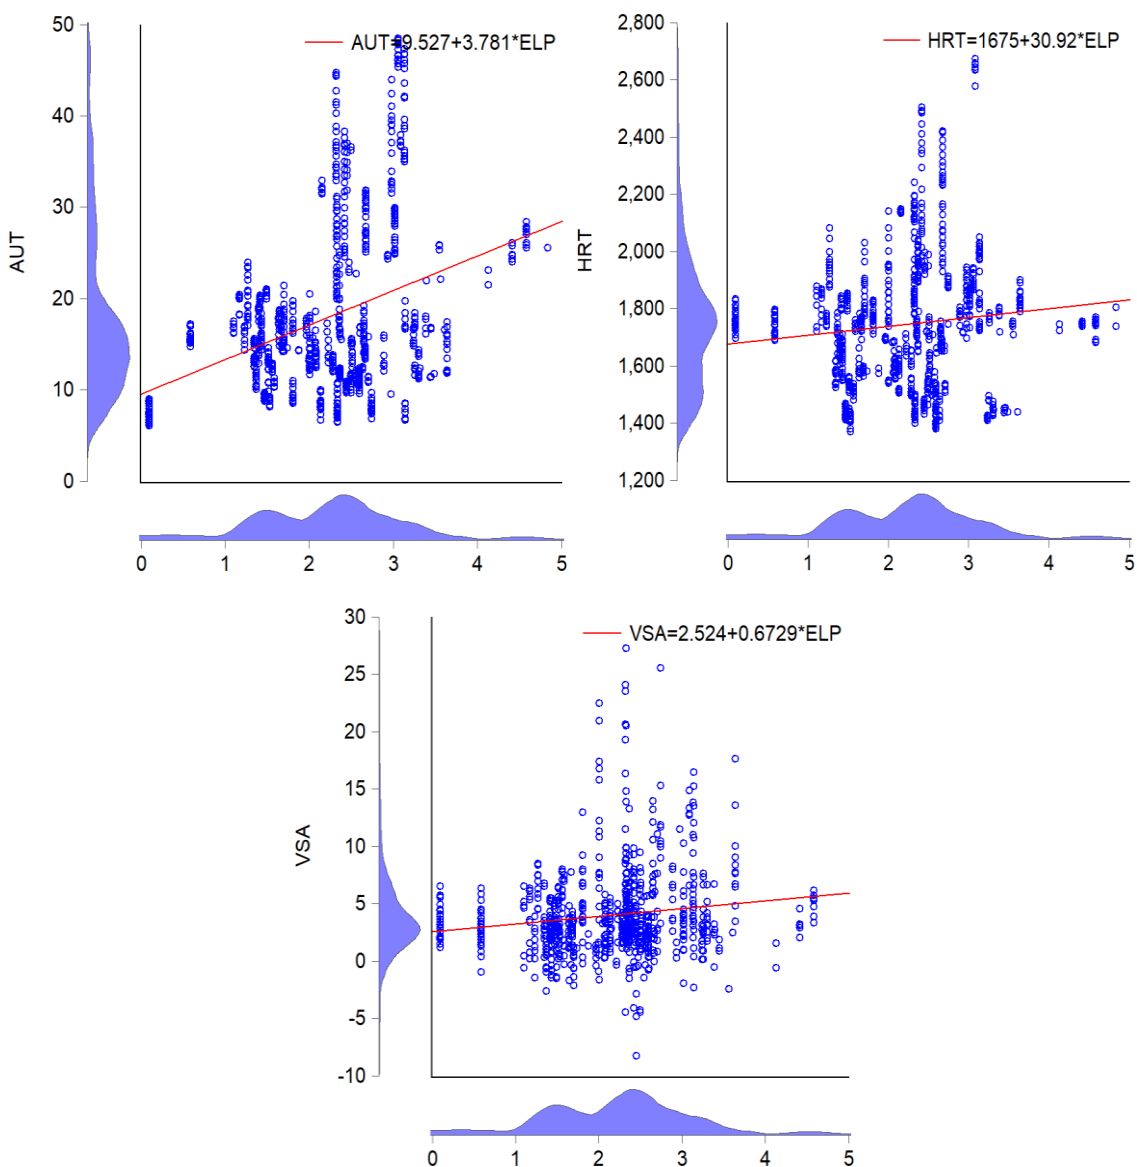 AUT=9.527+3.781*ELP
50
40
30
20
10
0
AUT
0 1 2 3 4 5
HRT=1675+30.92*ELP
2,800
2,600
2,400
2,200
2,000
1,800
1,600
1,400
1,200
HRT
0 1 2 3 4 5
VSA=2.524+0.6729*ELP
30
25
20
15
10
5
0
-5
-10
VSA
0 1 2 3 4 5